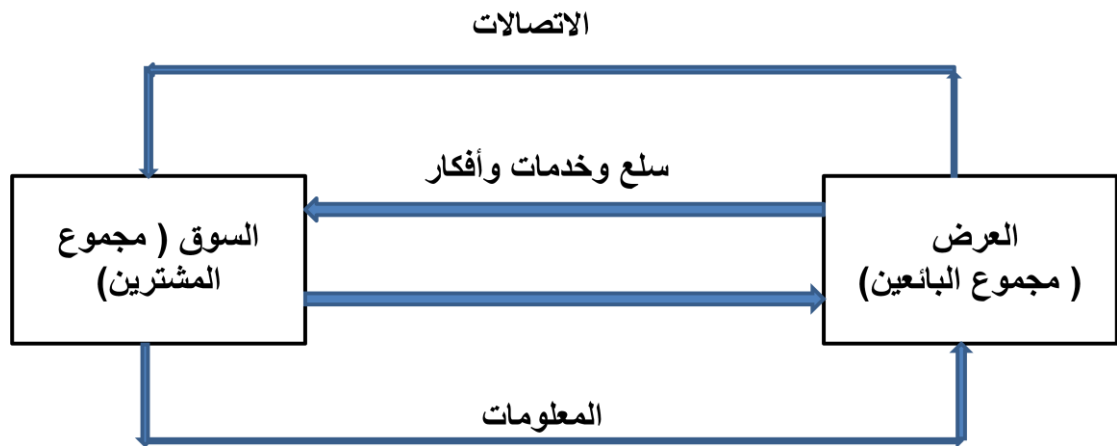 الاتصالات
سلع وخدمات وأفكار
العرض
( مجموع البائعين)
السوق ( مجموع
المشترين)
المعلومات